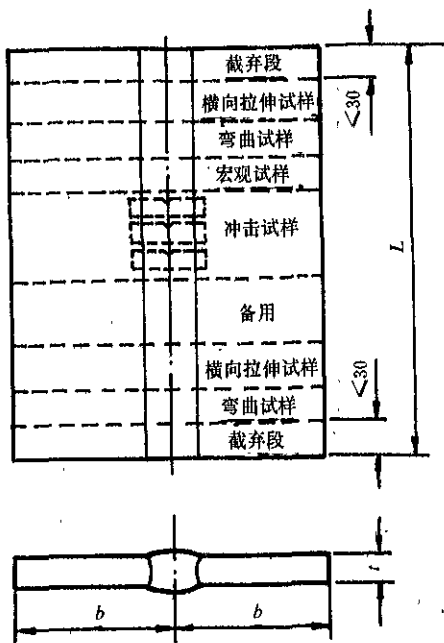 截弃段
横向拉伸试样
弯曲试样
宏观试样
冲击试样
备用
横向拉伸试样
弯曲试样
截弃段
<30
L
<30
t
b
b